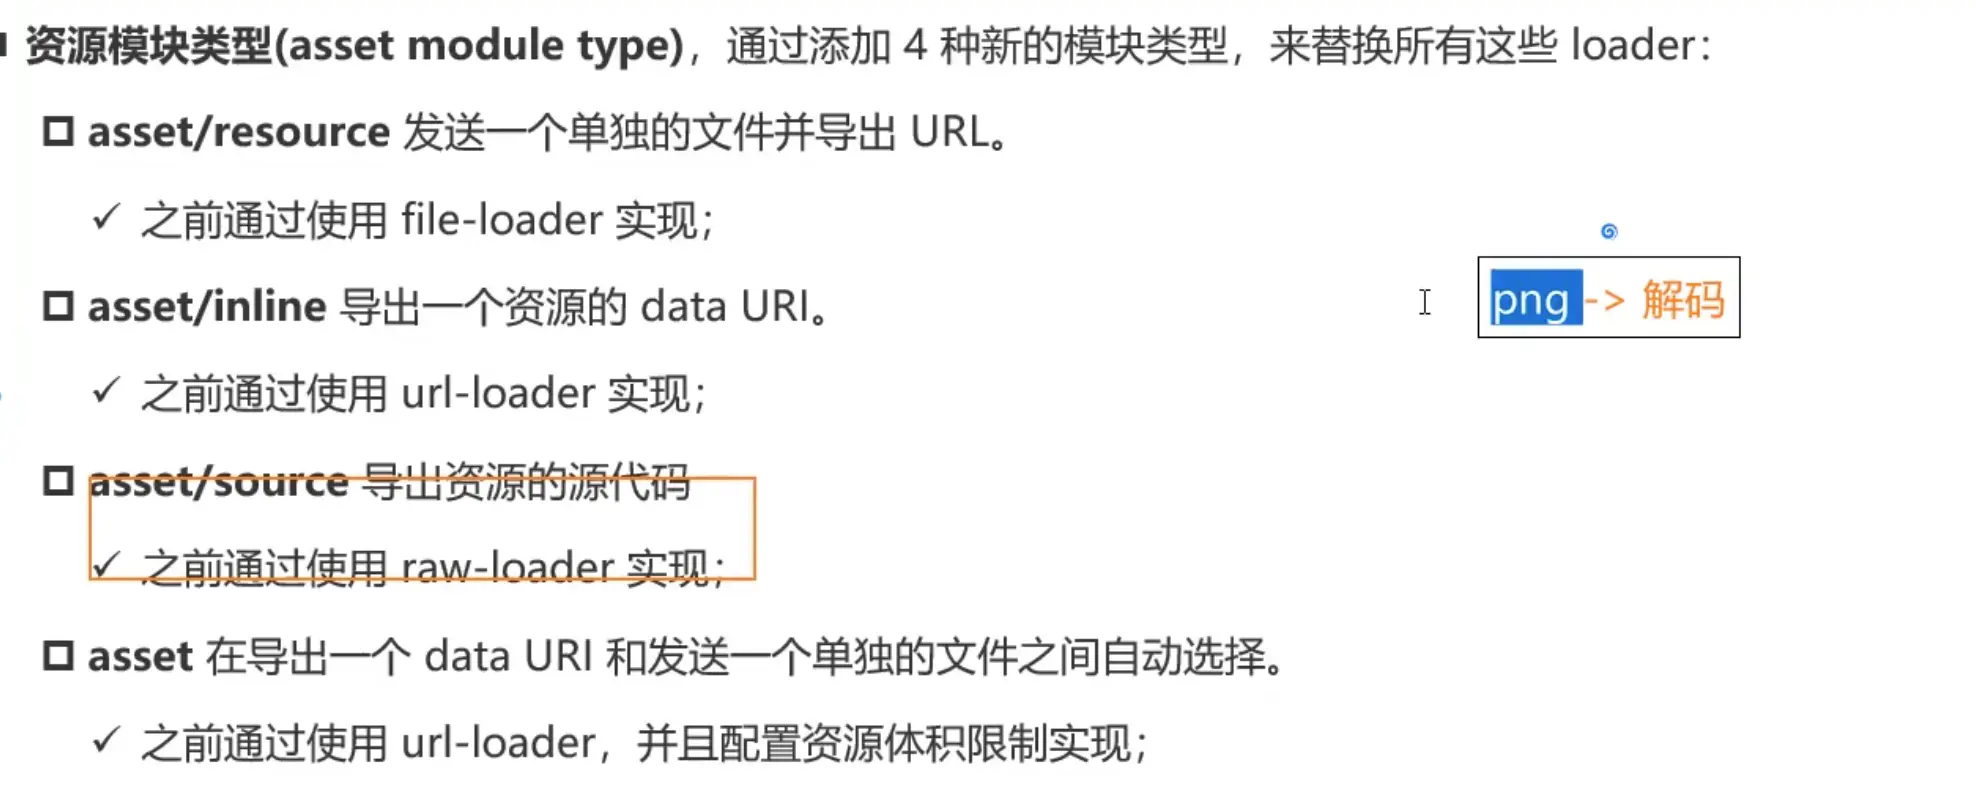 资源模块类型(asset module type)，通过添加 4 种新的模块类型，来替换所有这些 loader：
asset/resource 发送一个单独的文件并导出 URL。
✓ 之前通过使用 file-loader 实现；
asset/inline 导出一个资源的 data URI。
png -> 解码
✓ 之前通过使用 url-loader 实现；
asset/source 导出资源的源代码
✓ 之前通过使用 raw-loader 实现；
asset 在导出一个 data URI 和发送一个单独的文件之间自动选择。
✓ 之前通过使用 url-loader，并且配置资源体积限制实现；